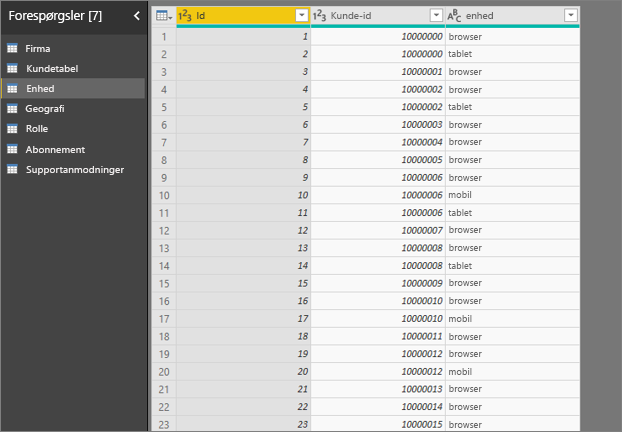 Forespørgsler [7]
Firma
Kundetabel
Enhed
Geografi
Rolle
Abonnement
Supportanmodninger
1 2 3 Id 1 2 3 Kunde-id A B C enhed
1 1 10000000 browser
2 2 10000000 tablet
3 3 10000001 browser
4 4 10000002 browser
5 5 10000002 tablet
6 6 10000003 browser
7 7 10000004 browser
8 8 10000005 browser
9 9 10000006 browser
10 10 10000006 mobil
11 11 10000006 tablet
12 12 10000007 browser
13 13 10000008 browser
14 14 10000008 tablet
15 15 10000009 browser
16 16 10000010 browser
17 17 10000010 mobil
18 18 10000011 browser
19 19 10000012 browser
20 20 10000012 mobil
21 21 10000013 browser
22 22 10000014 browser
23 23 10000015 browser